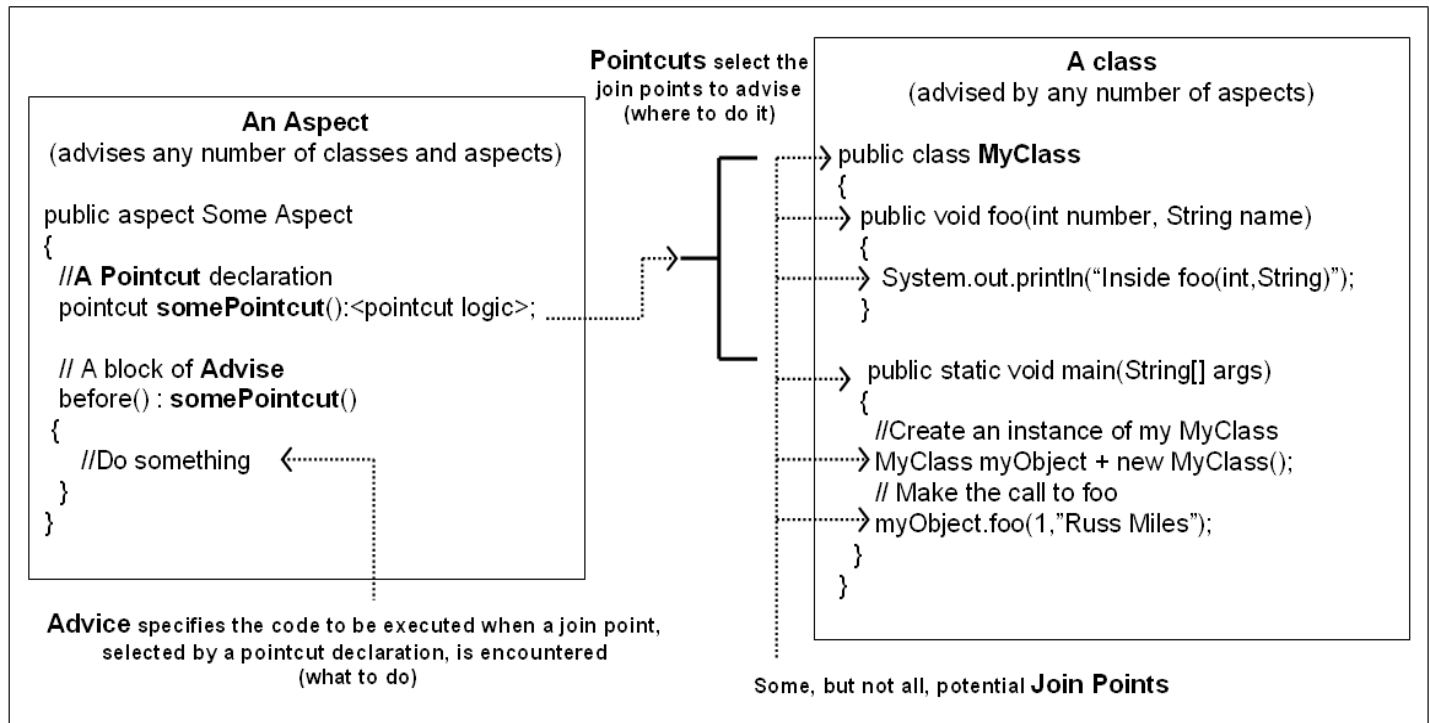 An Aspect
(advises any number of classes and aspects)
public aspect Some Aspect
{
//A Pointcut declaration
pointcut somePointcut():<pointcut logic>;
// A block of Advise
before() : somePointcut()
{
//Do something
}
}
Advice specifies the code to be executed when a join point,
selected by a pointcut declaration, is encountered
(what to do)
Pointcuts select the
join points to advise
(where to do it)
A class
(advised by any number of aspects)
public class MyClass
{
public void foo(int number, String name)
{
System.out.println(“Inside foo(int,String)”);
}
public static void main(String[] args)
{
//Create an instance of my MyClass
MyClass myObject + new MyClass();
// Make the call to foo
myObject.foo(1,”Russ Miles”);
}
}
Some, but not all, potential Join Points